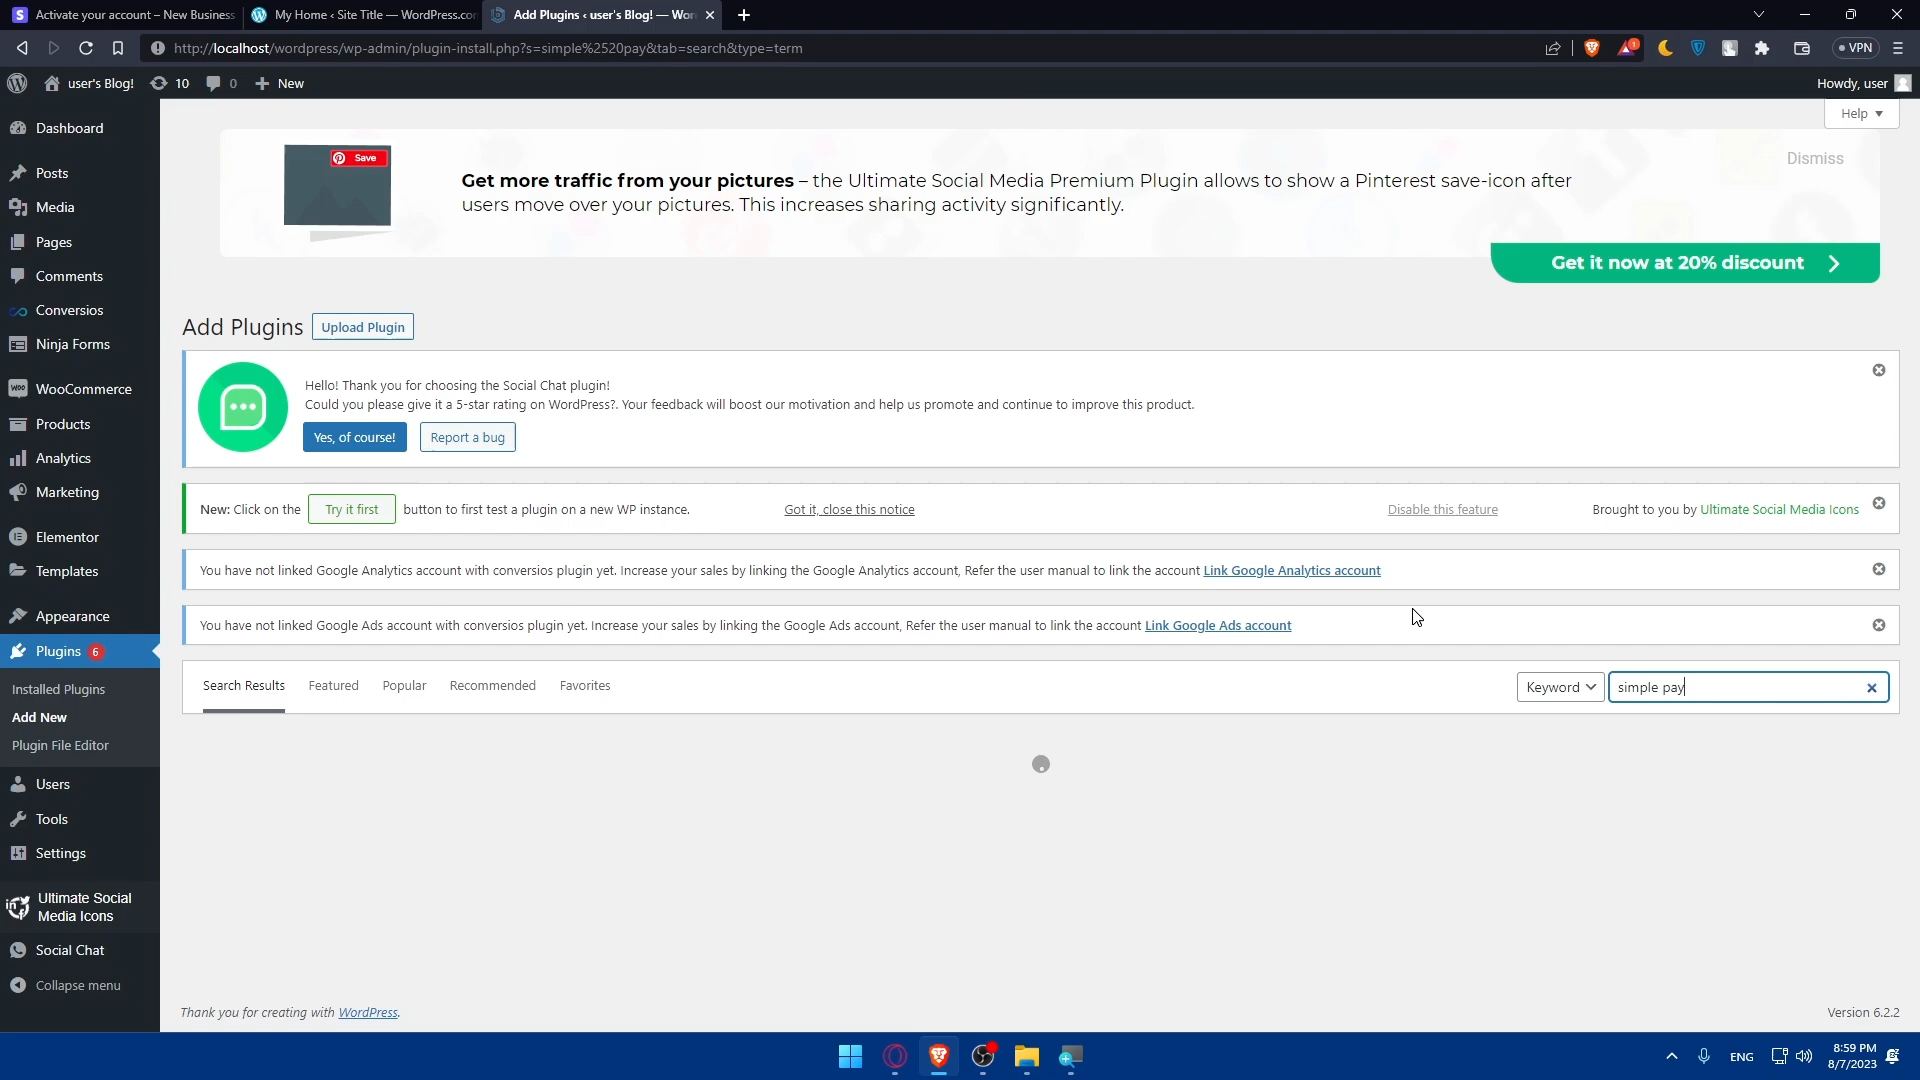 Activate your account – New Business
My Home ‹ Site Title — WordPress.com
Add Plugins ‹ user's Blog! — Wor
http://localhost/wordpress/wp-admin/plugin-install.php?s=simple%2520pay&tab=search&type=term
1
VPN
user's Blog!
10
0
New
Howdy, user
Help
Dashboard
Posts
Media
Pages
Comments
Conversios
Ninja Forms
WooCommerce
Products
Analytics
Marketing
Elementor
Templates
Appearance
Plugins 6
Installed Plugins
Add New
Plugin File Editor
Users
Tools
Settings
Ultimate Social
Media Icons
Social Chat
Collapse menu
Save
Dismiss
Get more traffic from your pictures – the Ultimate Social Media Premium Plugin allows to show a Pinterest save-icon after
users move over your pictures. This increases sharing activity significantly.
Get it now at 20% discount
Add Plugins Upload Plugin
Hello! Thank you for choosing the Social Chat plugin!
Could you please give it a 5-star rating on WordPress?. Your feedback will boost our motivation and help us promote and continue to improve this product.
Yes, of course! Report a bug
New: Click on the Try it first button to first test a plugin on a new WP instance. Got it, close this notice Disable this feature Brought to you by Ultimate Social Media Icons
You have not linked Google Analytics account with conversios plugin yet. Increase your sales by linking the Google Analytics account, Refer the user manual to link the account Link Google Analytics account
You have not linked Google Ads account with conversios plugin yet. Increase your sales by linking the Google Ads account, Refer the user manual to link the account Link Google Ads account
Search Results Featured Popular Recommended Favorites Keyword simple pay
Thank you for creating with WordPress. Version 6.2.2
ENG
8:59 PM
8/7/2023